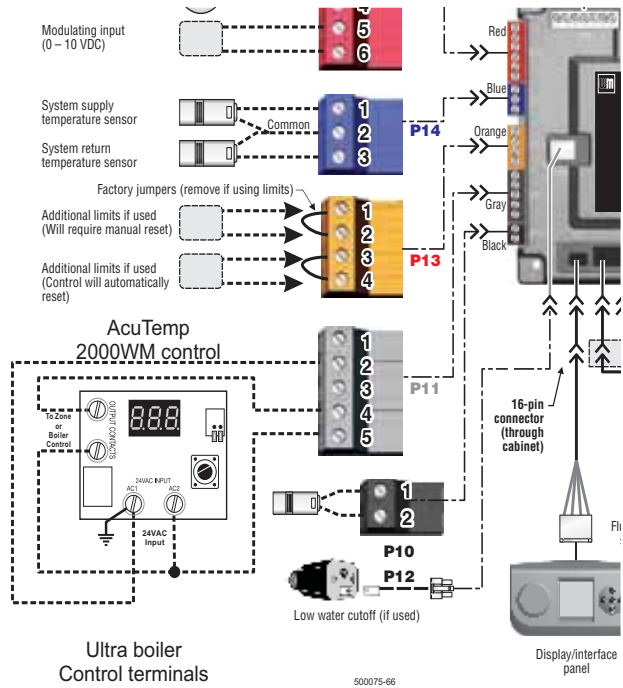 Modulating input
(0 – 10 VDC)
5
6
Red
System supply
temperature sensor
Common
System return
temperature sensor
1
2
3
P14
Blue
Orange
Gray
Black
Factory jumpers (remove if using limits)
Additional limits if used
(Will require manual reset)
Additional limits if used
(Control will automatically
reset)
1
2
3
4
P13
AcuTemp
2000WM control
1
2
3
4
5
P11
To Zone
or
Boiler
Control
OUTPUT CONTACTS
8.8.8.
24VAC INPUT
AC1
AC2
24VAC
Input
16-pin
connector
(through
cabinet)
1
2
P10
P12
Low water cutoff (if used)
Display/interface
panel
Ultra boiler
Control terminals
500075-66